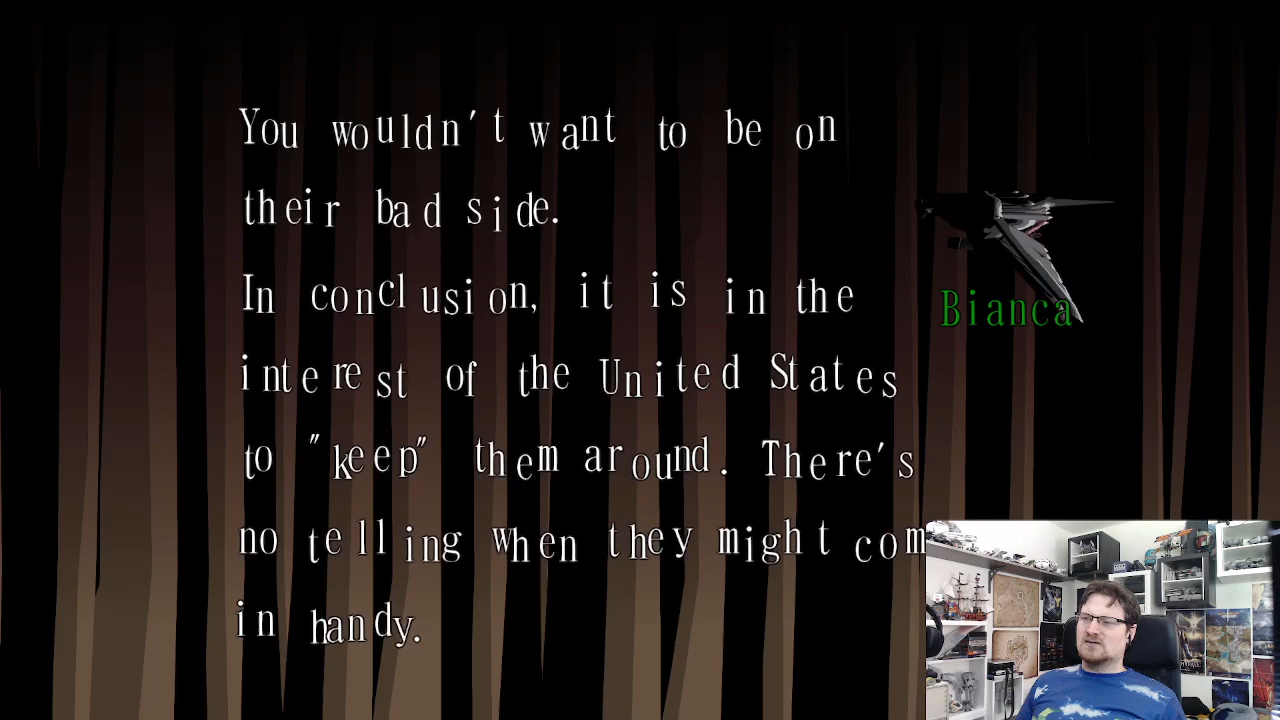 You wouldn't want to be on
their bad side.
In conclusion, it is in the
Bianca
interest of the United States
to "keep" them around. There's
no telling when they might com
in handy.